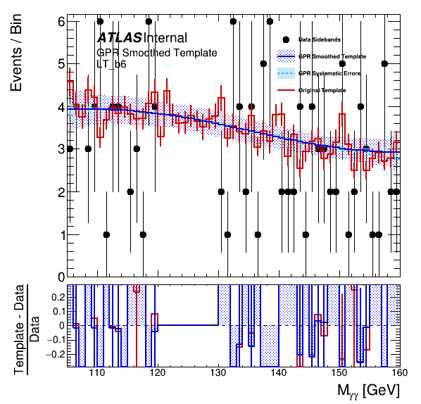 Events / Bin
6
5
4
3
2
1
0
ATLAS Internal
GPR Smoothed Template
LT_b6
Data Sidebands
GPR Smoothed Template
GPR Systematic Errors
Original Template
Template - Data
Data
0.2
0.1
0
−0.1
−0.2
110 120 130 140 150 160
Mγγ [GeV]